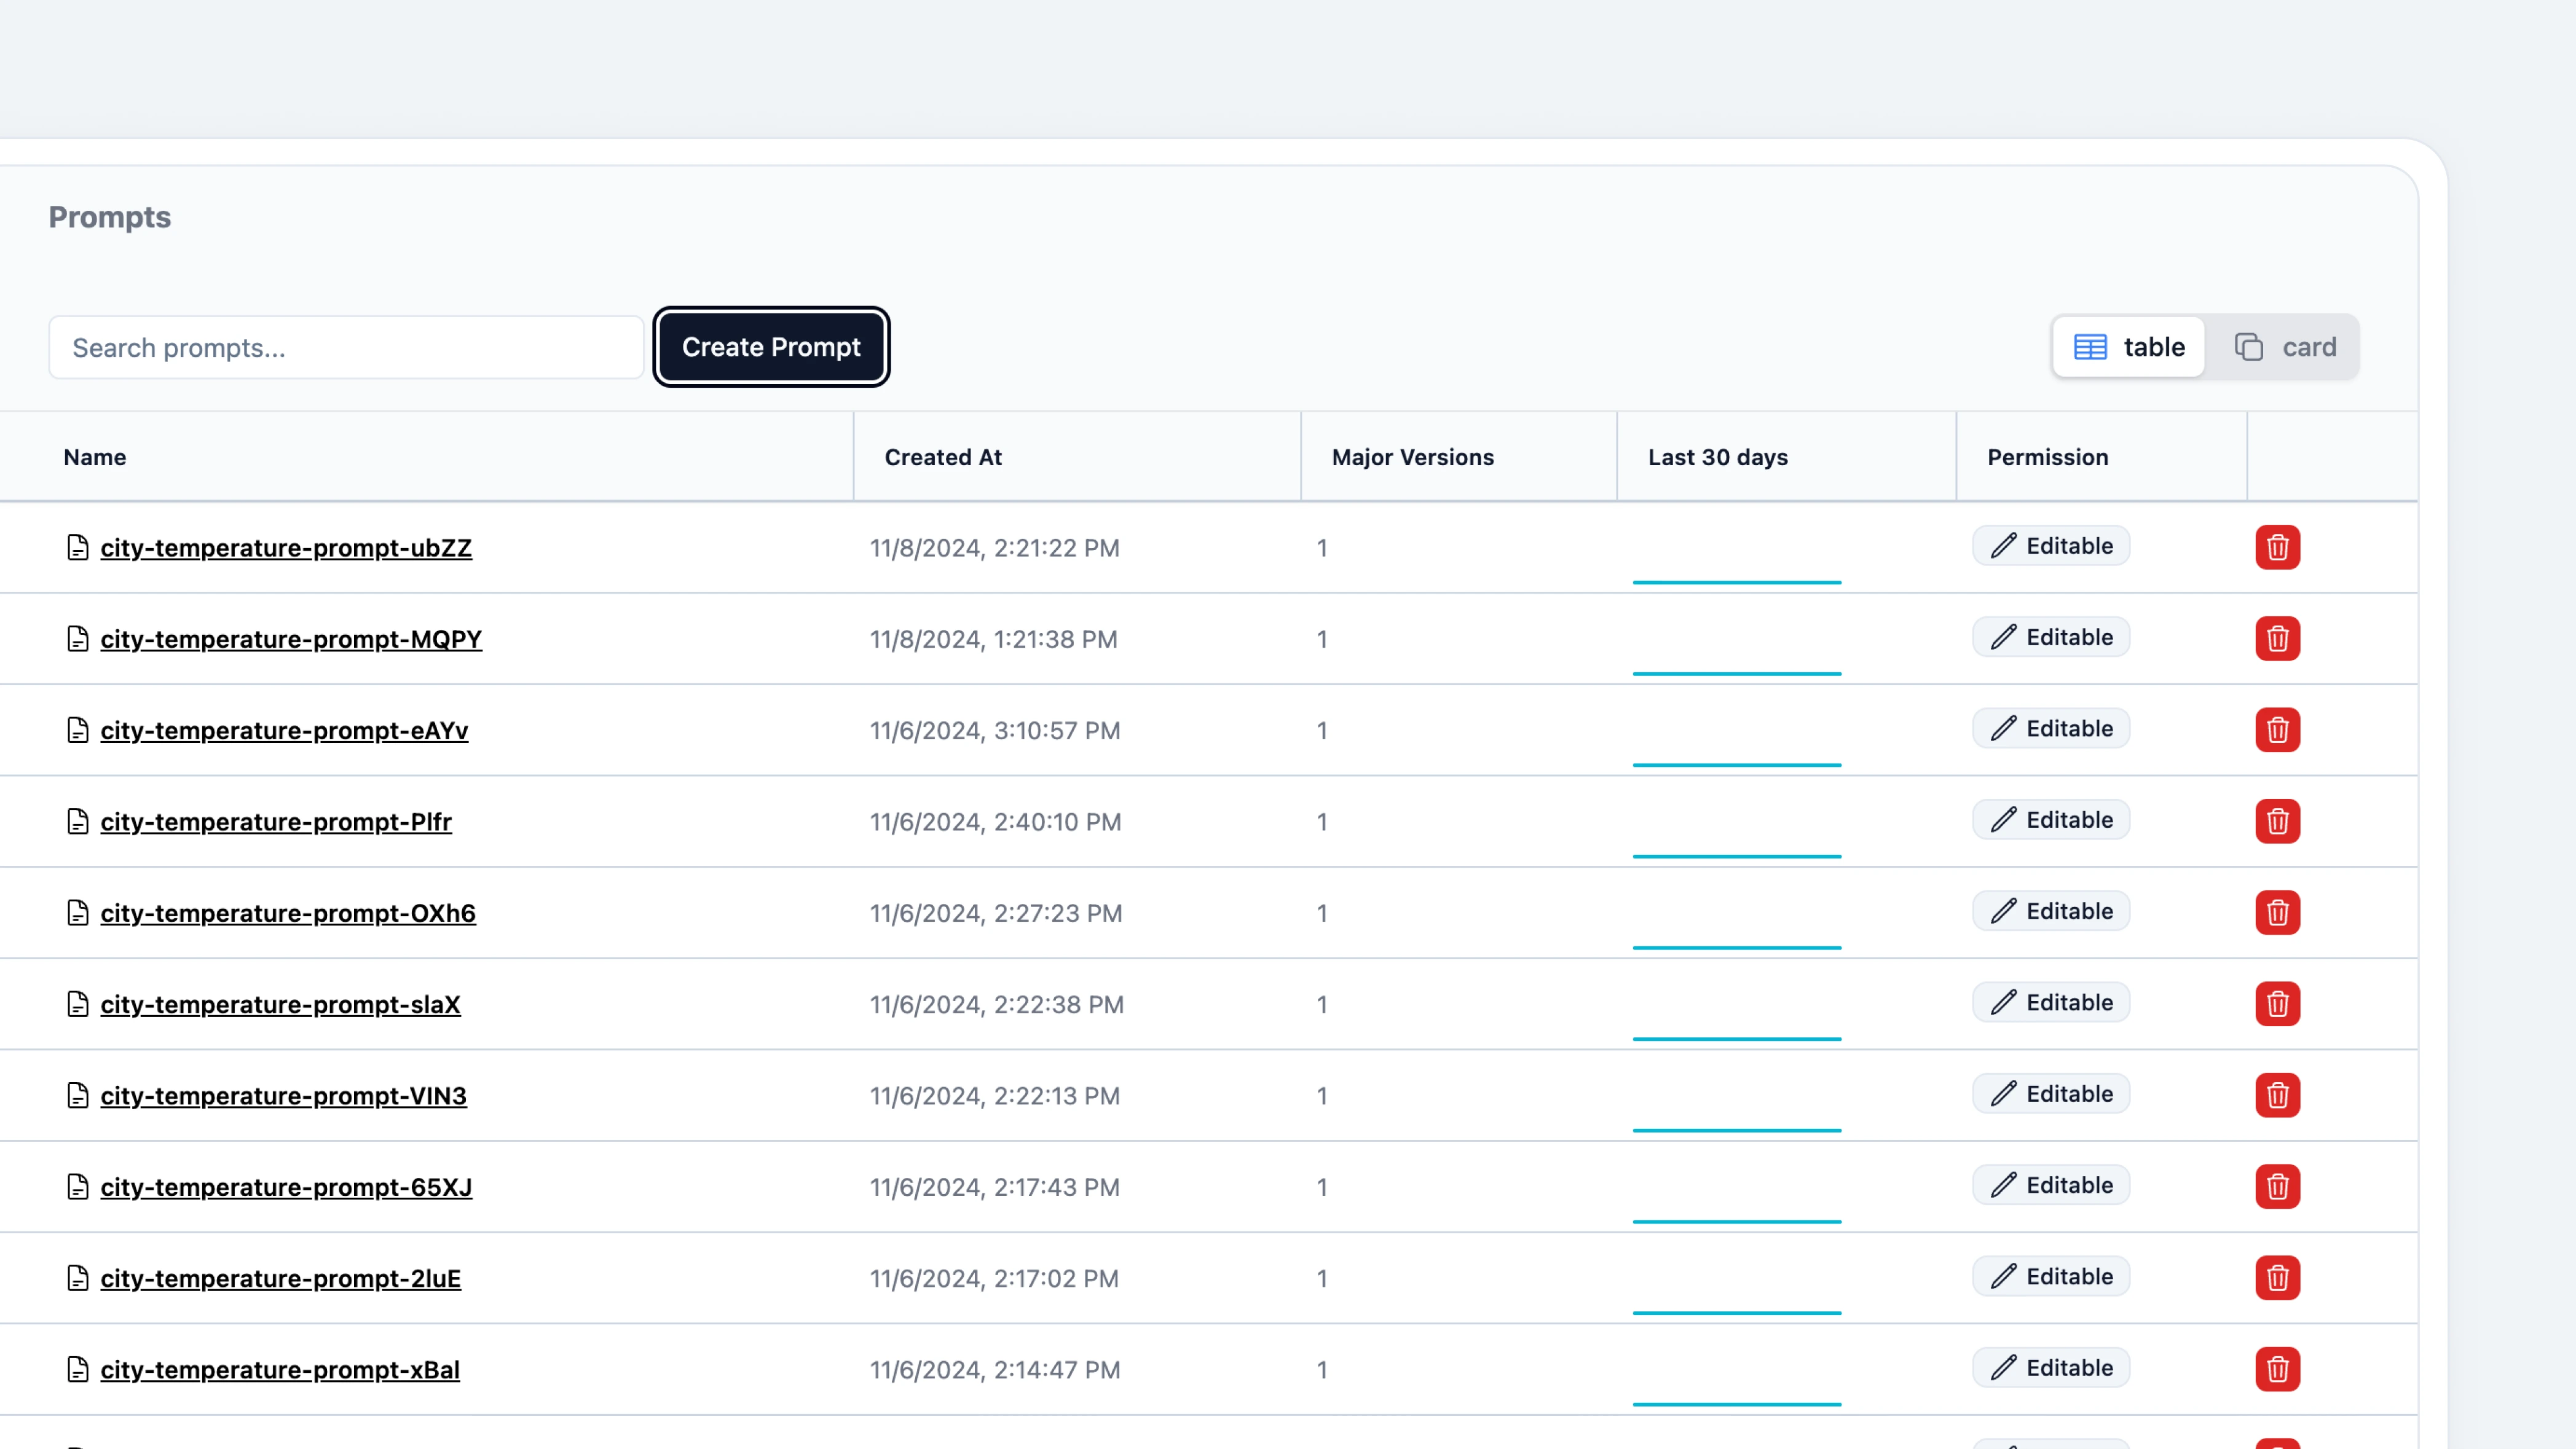 Prompts
Search prompts...
Create Prompt
table
card
Name Created At Major Versions Last 30 days Permission
city-temperature-prompt-ubZZ 11/8/2024, 2:21:22 PM 1 Editable
city-temperature-prompt-MQPY 11/8/2024, 1:21:38 PM 1 Editable
city-temperature-prompt-eAYv 11/6/2024, 3:10:57 PM 1 Editable
city-temperature-prompt-Plfr 11/6/2024, 2:40:10 PM 1 Editable
city-temperature-prompt-OXh6 11/6/2024, 2:27:23 PM 1 Editable
city-temperature-prompt-slaX 11/6/2024, 2:22:38 PM 1 Editable
city-temperature-prompt-VIN3 11/6/2024, 2:22:13 PM 1 Editable
city-temperature-prompt-65XJ 11/6/2024, 2:17:43 PM 1 Editable
city-temperature-prompt-2luE 11/6/2024, 2:17:02 PM 1 Editable
city-temperature-prompt-xBal 11/6/2024, 2:14:47 PM 1 Editable